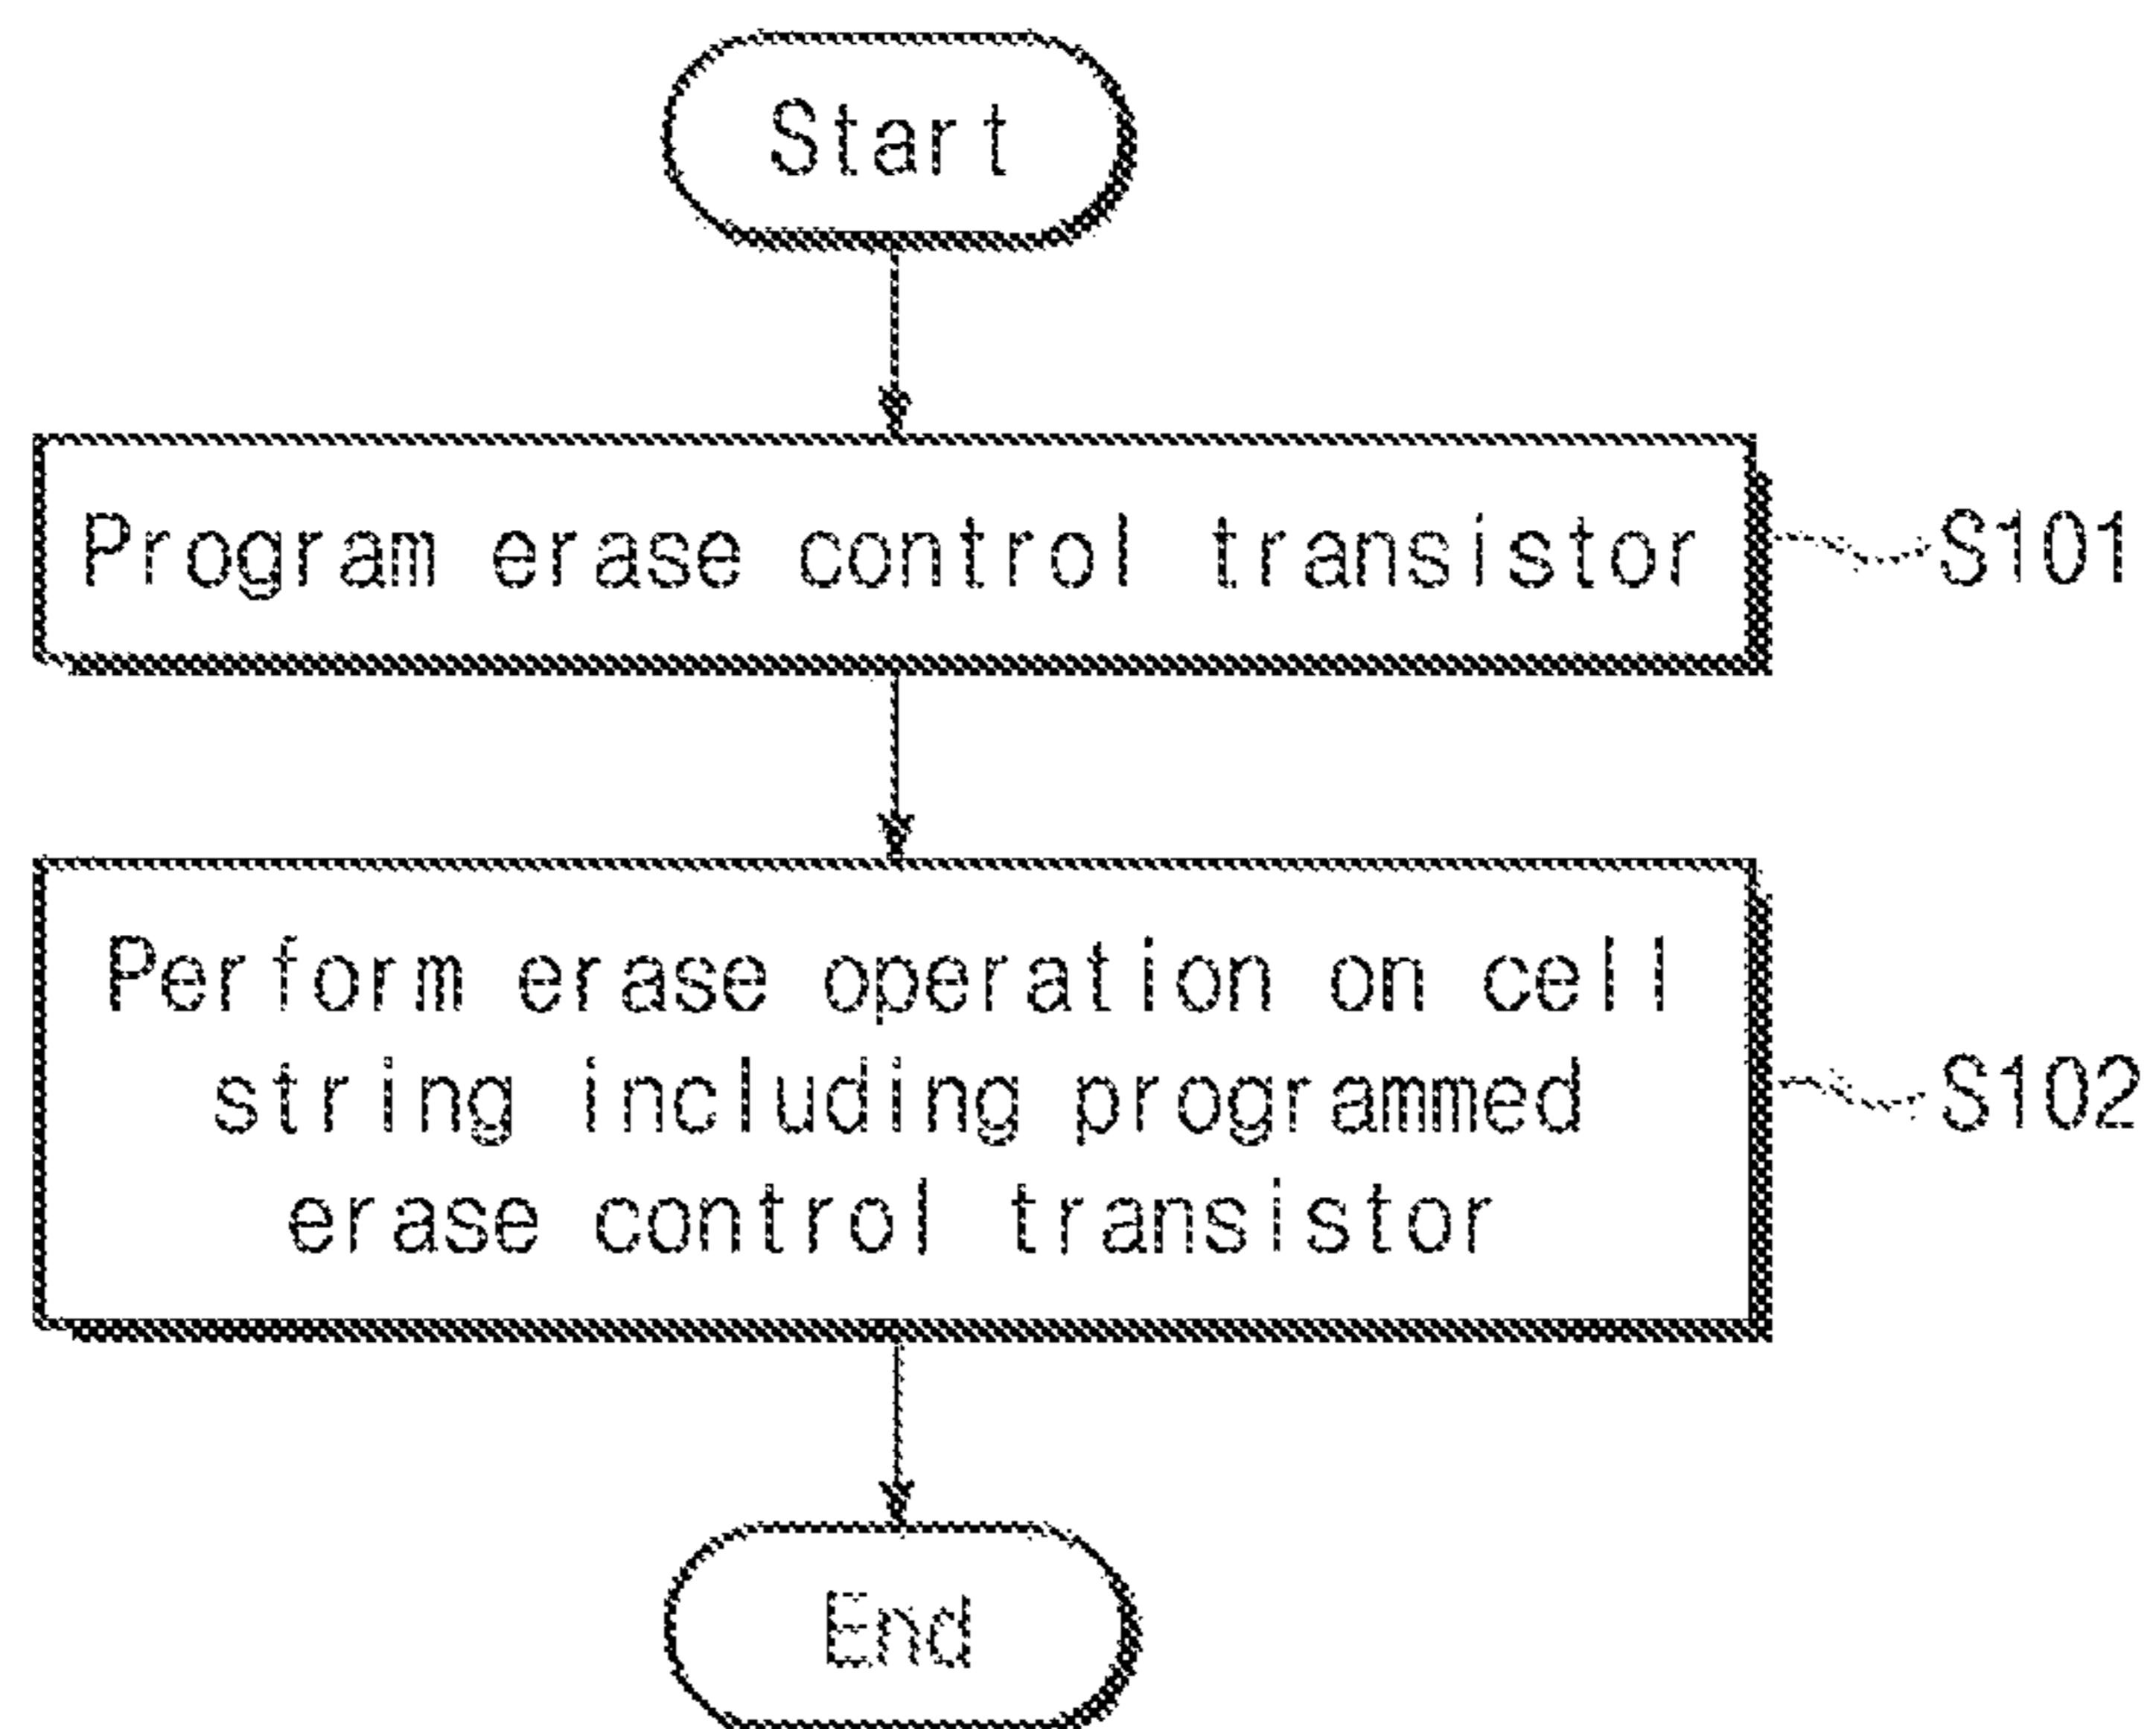 Start
Program erase control transistor
S101
Perform erase operation on cell
string including programmed
S102
erase control transistor
End